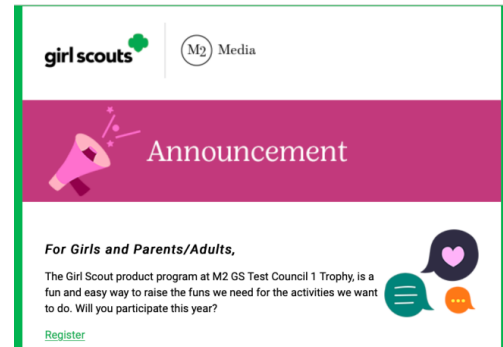 girl scouts
M2 Media
Announcement
For Girls and Parents/Adults,
The Girl Scout product program at M2 GS Test Council 1 Trophy, is a
fun and easy way to raise the funs we need for the activities we want
to do. Will you participate this year?
Register